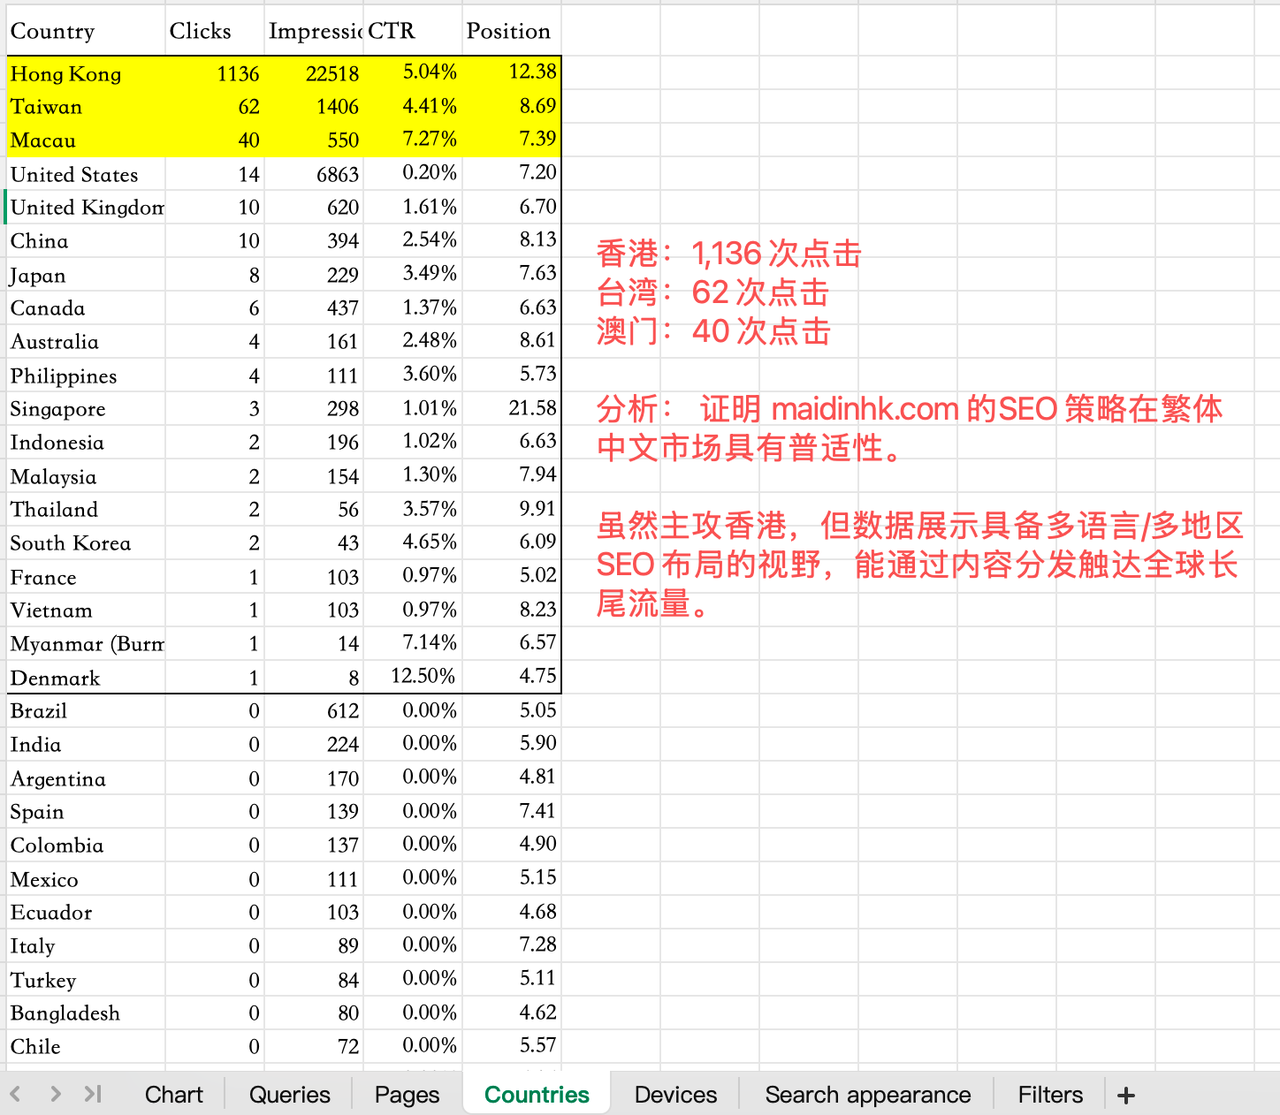 Country Clicks Impressic CTR Position
Hong Kong 1136 22518 5.04% 12.38
Taiwan 62 1406 4.41% 8.69
Macau 40 550 7.27% 7.39
United States 14 6863 0.20% 7.20
United Kingdom 10 620 1.61% 6.70
China 10 394 2.54% 8.13
Japan 8 229 3.49% 7.63
Canada 6 437 1.37% 6.63
Australia 4 161 2.48% 8.61
Philippines 4 111 3.60% 5.73
Singapore 3 298 1.01% 21.58
Indonesia 2 196 1.02% 6.63
Malaysia 2 154 1.30% 7.94
Thailand 2 56 3.57% 9.91
South Korea 2 43 4.65% 6.09
France 1 103 0.97% 5.02
Vietnam 1 103 0.97% 8.23
Myanmar (Burm 1 14 7.14% 6.57
Denmark 1 8 12.50% 4.75
Brazil 0 612 0.00% 5.05
India 0 224 0.00% 5.90
Argentina 0 170 0.00% 4.81
Spain 0 139 0.00% 7.41
Colombia 0 137 0.00% 4.90
Mexico 0 111 0.00% 5.15
Ecuador 0 103 0.00% 4.68
Italy 0 89 0.00% 7.28
Turkey 0 84 0.00% 5.11
Bangladesh 0 80 0.00% 4.62
Chile 0 72 0.00% 5.57
香港：1,136 次点击
台湾：62 次点击
澳门：40 次点击
分析： 证明 maidinhk.com 的SEO 策略在繁体
中文市场具有普适性。
虽然主攻香港，但数据展示具备多语言/多地区
SEO 布局的视野，能通过内容分发触达全球长
尾流量。
Chart Queries Pages Countries Devices Search appearance Filters +